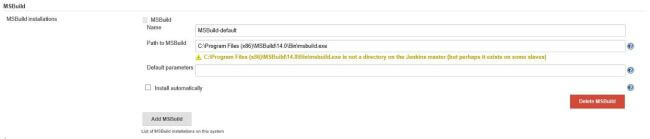 MSBuild
MSBuild installations
MSBuild
Name
MSBuild-default
Path to MSBuild
C:\Program Files (x86)\MSBuild\14.0\Bin\msbuild.exe
C:\Program Files (x86)\MSBuild\14.0\Bin\msbuild.exe is not a directory on the Jenkins master (but perhaps it exists on some slaves)
Default parameters
Install automatically
Delete MSBuild
Add MSBuild
List of MSBuild installations on this system